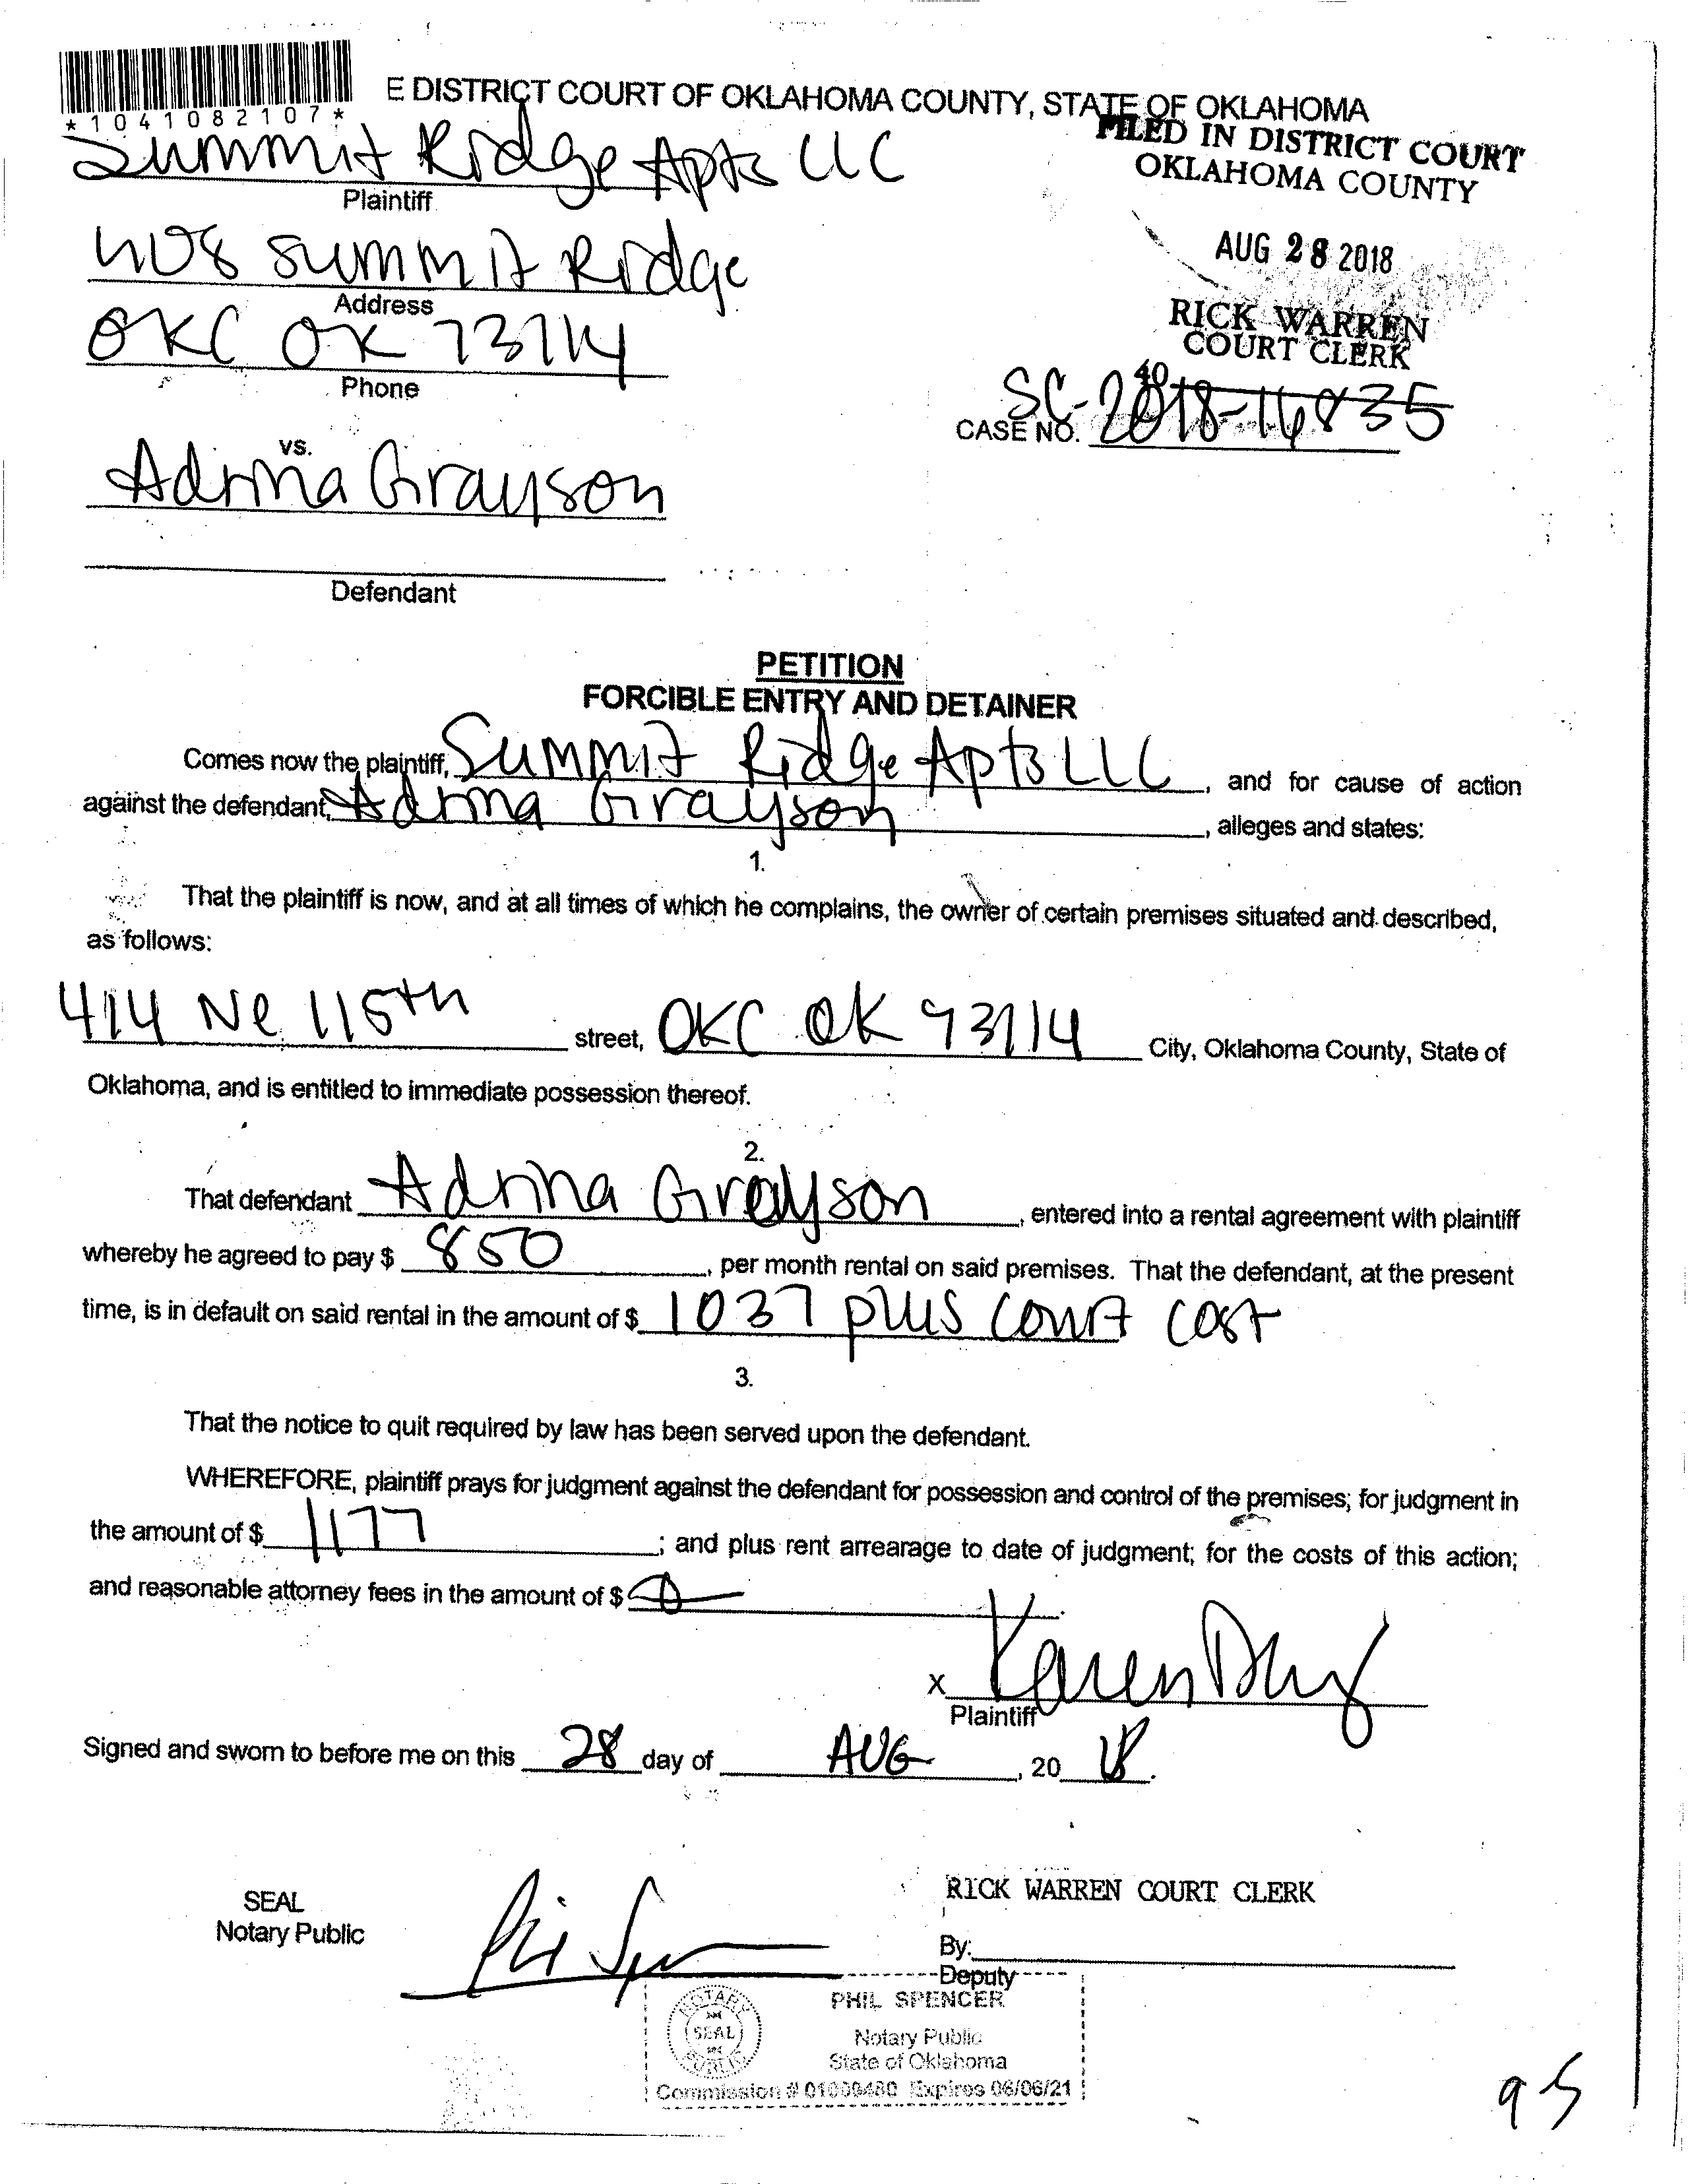 *1041082107*
E DISTRICT COURT OF OKLAHOMA COUNTY, STATE OF OKLAHOMA
FILED IN DISTRICT COURT
OKLAHOMA COUNTY
Summit Ridge Apts LLC
Plaintiff
AUG 28 2018
Summit Ridge
Address
RICK WARREN
COURT CLERK
OKC OK 73114
Phone
40
CASE NO. SC-2018-16835
vs.
Adrina Grayson
Defendant
PETITION
FORCIBLE ENTRY AND DETAINER
Comes now the plaintiff, Summit Ridge Apts LLC, and for cause of action
against the defendant, Adrina Grayson, alleges and states:
1.
That the plaintiff is now, and at all times of which he complains, the owner of certain premises situated and described,
as follows:
414 Ne 115th street, OKC OK 73114 City, Oklahoma County, State of
Oklahoma, and is entitled to immediate possession thereof.
2.
That defendant Adrina Grayson, entered into a rental agreement with plaintiff
whereby he agreed to pay $ 850, per month rental on said premises. That the defendant, at the present
time, is in default on said rental in the amount of $ 1037 plus court cost
3.
That the notice to quit required by law has been served upon the defendant.
WHEREFORE, plaintiff prays for judgment against the defendant for possession and control of the premises; for judgment in
the amount of $ 1177; and plus rent arrearage to date of judgment; for the costs of this action;
and reasonable attorney fees in the amount of $ 0.
X Karen
Plaintiff
Signed and sworn to before me on this 28 day of AUG, 20 18.
SEAL
Notary Public
RICK WARREN COURT CLERK
By:
Deputy
PHIL SPENCER
Notary Public
State of Oklahoma
Commission # 01009480 Expires 06/06/21
NOTARY
SEAL
PUBLIC
95